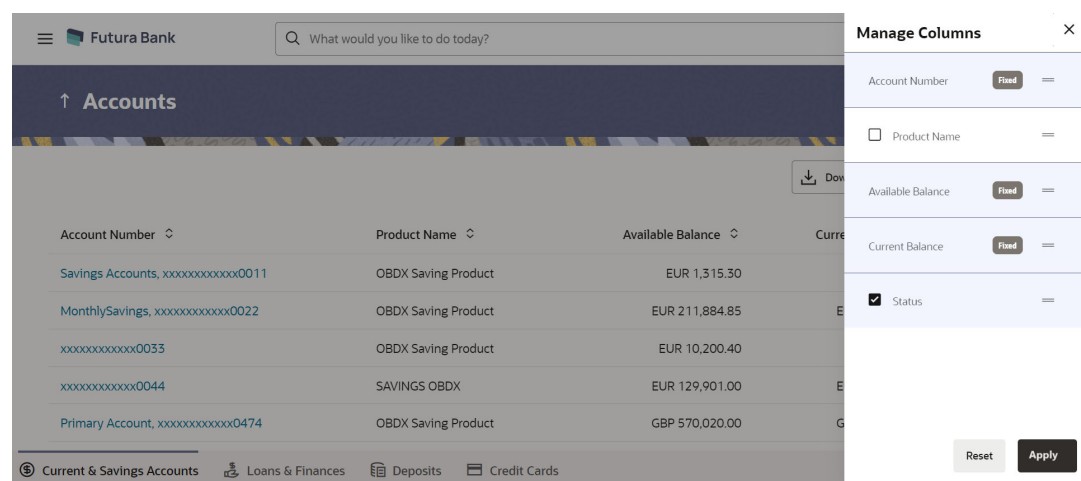 Futura Bank
What would you like to do today?
↑ Accounts
Account Number Product Name Available Balance
Savings Accounts, xxxxxxxxxxxx0011 OBDX Saving Product EUR 1,315.30
MonthlySavings, xxxxxxxxxxxx0022 OBDX Saving Product EUR 211,884.85 E
xxxxxxxxxxxx0033 OBDX Saving Product EUR 10,200.40
xxxxxxxxxxxx0044 SAVINGS OBDX EUR 129,901.00 E
Primary Account, xxxxxxxxxxxx0474 OBDX Saving Product GBP 570,020.00 G
Current & Savings Accounts Loans & Finances Deposits Credit Cards
Manage Columns
Account Number Fixed
Product Name
Available Balance Fixed
Current Balance Fixed
Status
Reset Apply